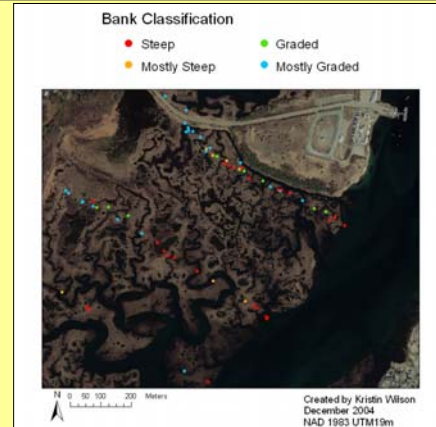 Bank Classification
Steep Graded
Mostly Steep Mostly Graded
N 0 50 100 200 Meters
Created by Kristin Wilson
December 2004
NAD 1983 UTM19m